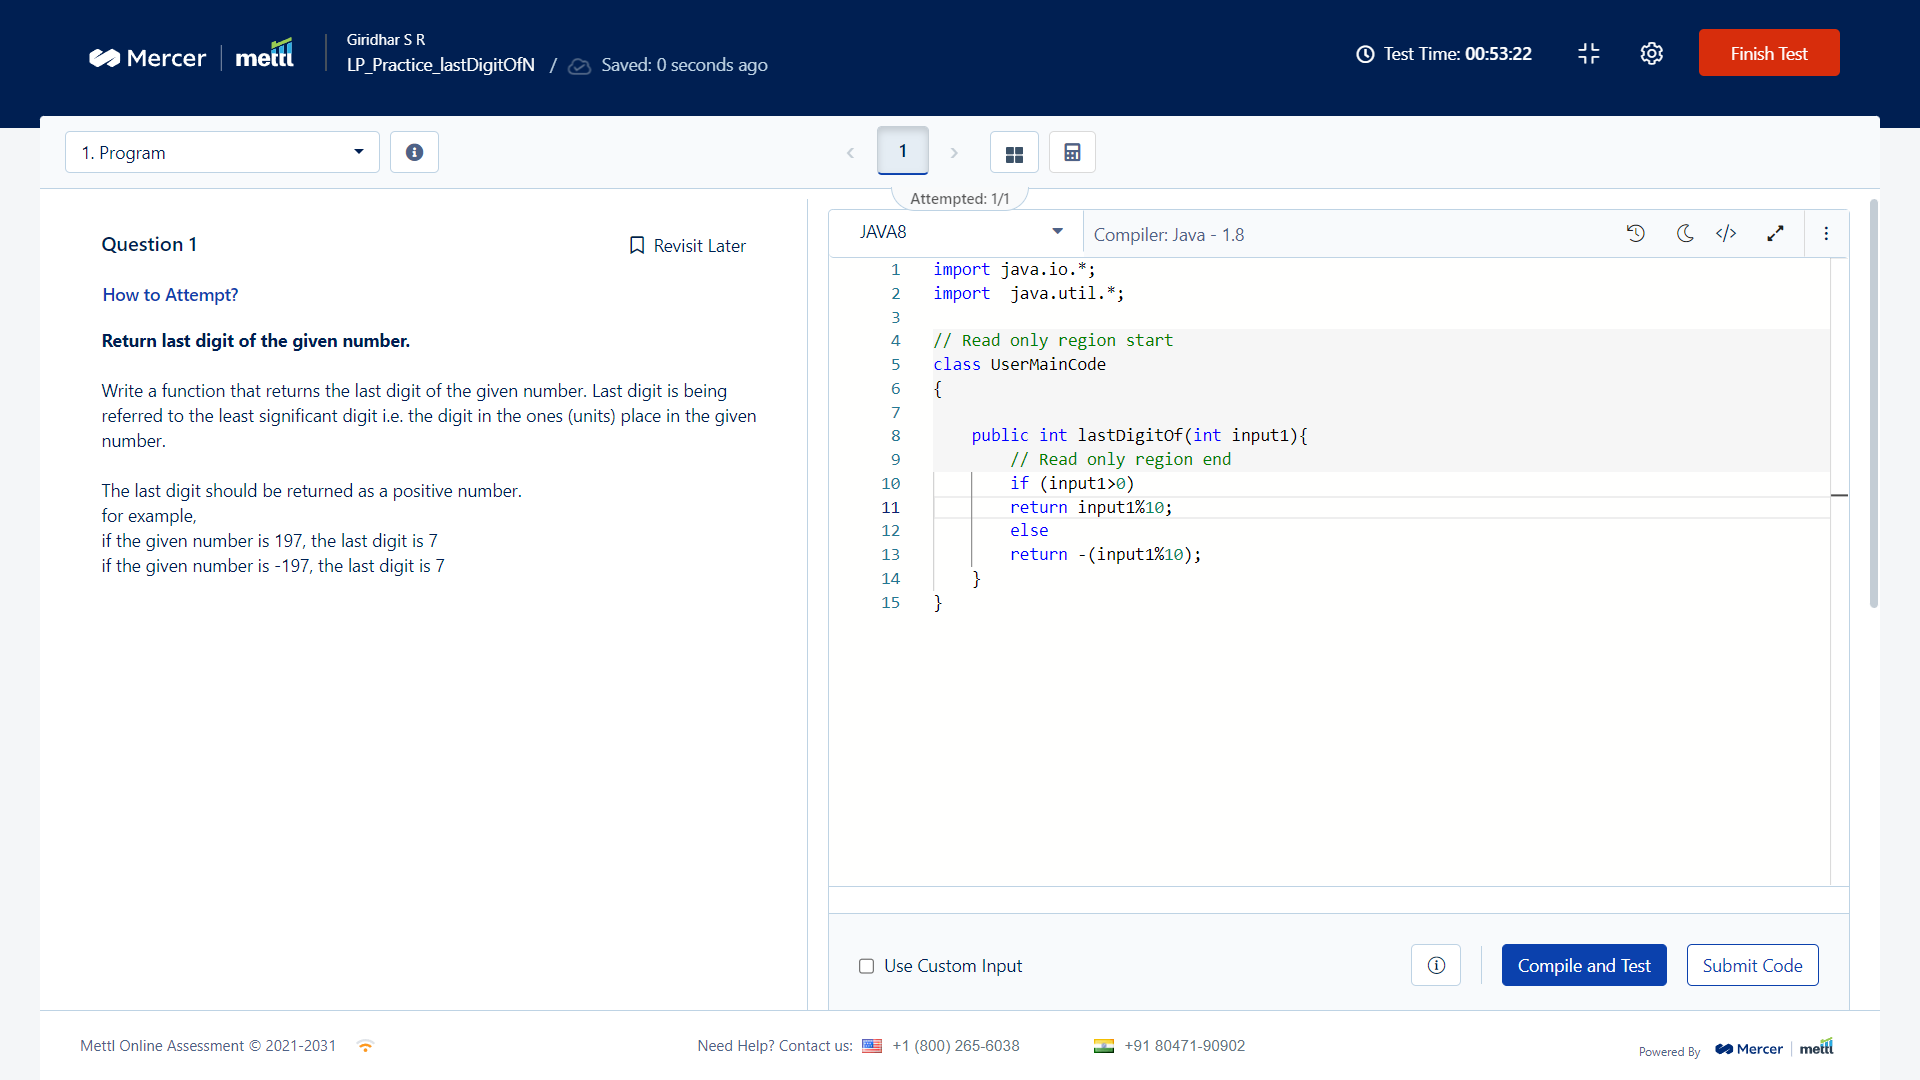 Mercer | mettl
Giridhar S R
LP_Practice_lastDigitOfN / Saved: 0 seconds ago
Test Time: 00:53:22
Finish Test
1. Program
1
Attempted: 1/1
Question 1
Revisit Later
How to Attempt?
Return last digit of the given number.
Write a function that returns the last digit of the given number. Last digit is being
referred to the least significant digit i.e. the digit in the ones (units) place in the given
number.
The last digit should be returned as a positive number.
for example,
if the given number is 197, the last digit is 7
if the given number is -197, the last digit is 7
JAVA8
Compiler: Java - 1.8
1 import java.io.*;
2 import  java.util.*;
3
4 // Read only region start
5 class UserMainCode
6 {
7
8     public int lastDigitOf(int input1){
9         // Read only region end
10         if (input1>0)
11         return input1%10;
12         else
13         return -(input1%10);
14     }
15 }
Use Custom Input
Compile and Test
Submit Code
Mettl Online Assessment © 2021-2031
Need Help? Contact us: +1 (800) 265-6038
+91 80471-90902
Powered By Mercer | mettl